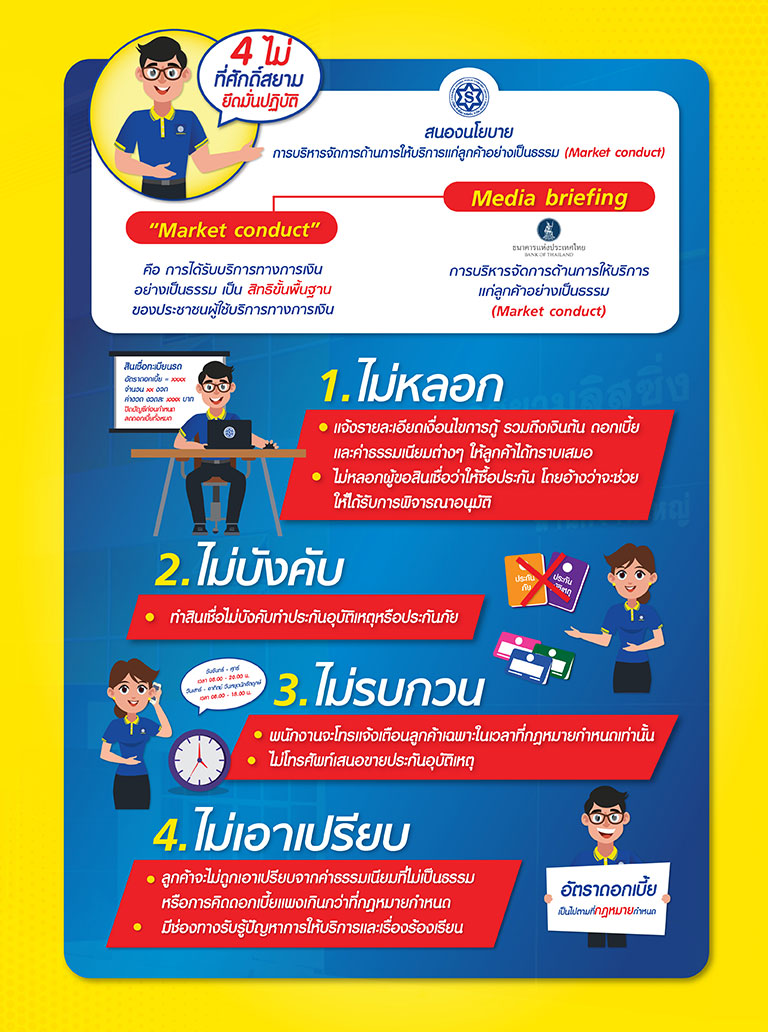 4 ไม่
ที่ศักดิ์สยาม
ยึดมั่นปฏิบัติ
S
สนองนโยบาย
การบริหารจัดการด้านการให้บริการแก่ลูกค้าอย่างเป็นธรรม (Market conduct)
Media briefing
ธนาคารแห่งประเทศไทย
BANK OF THAILAND
การบริหารจัดการด้านการให้บริการ
แก่ลูกค้าอย่างเป็นธรรม
(Market conduct)
“Market conduct”
คือ การได้รับบริการทางการเงิน
อย่างเป็นธรรม เป็น สิทธิขั้นพื้นฐาน
ของประชาชนผู้ใช้บริการทางการเงิน
สินเชื่อทะเบียนรถ
อัตราดอกเบี้ย = xxxx
จำนวน xx งวด
ค่างวด งวดละ xxxx บาท
ปิดบัญชีก่อนกำหนด
ลดดอกเบี้ยทั้งหมด
1.ไม่หลอก
แจ้งรายละเอียดเงื่อนไขการกู้ รวมถึงเงินต้น ดอกเบี้ย
และค่าธรรมเนียมต่างๆ ให้ลูกค้าได้ทราบเสมอ
ไม่หลอกผู้ขอสินเชื่อว่าให้ซื้อประกัน โดยอ้างว่าจะช่วย
ให้ได้รับการพิจารณาอนุมัติ
2.ไม่บังคับ
ทำสินเชื่อไม่บังคับทำประกันอุบัติเหตุหรือประกันภัย
ประกัน
ภัย
ประกัน
วันจันทร์ - ศุกร์
เวลา 08.00 - 20.00 น.
วันเสาร์ - อาทิตย์ วันหยุดนักขัตฤกษ์
เวลา 08.00 - 18.00 น.
3.ไม่รบกวน
พนักงานจะโทรแจ้งเตือนลูกค้าเฉพาะในเวลาที่กฎหมายกำหนดเท่านั้น
ไม่โทรศัพท์เสนอขายประกันอุบัติเหตุ
4.ไม่เอาเปรียบ
ลูกค้าจะไม่ถูกเอาเปรียบจากค่าธรรมเนียมที่ไม่เป็นธรรม
หรือการคิดดอกเบี้ยแพงเกินกว่าที่กฎหมายกำหนด
มีช่องทางรับรู้ปัญหาการให้บริการและเรื่องร้องเรียน
อัตราดอกเบี้ย
เป็นไปตามที่กฎหมายกำหนด